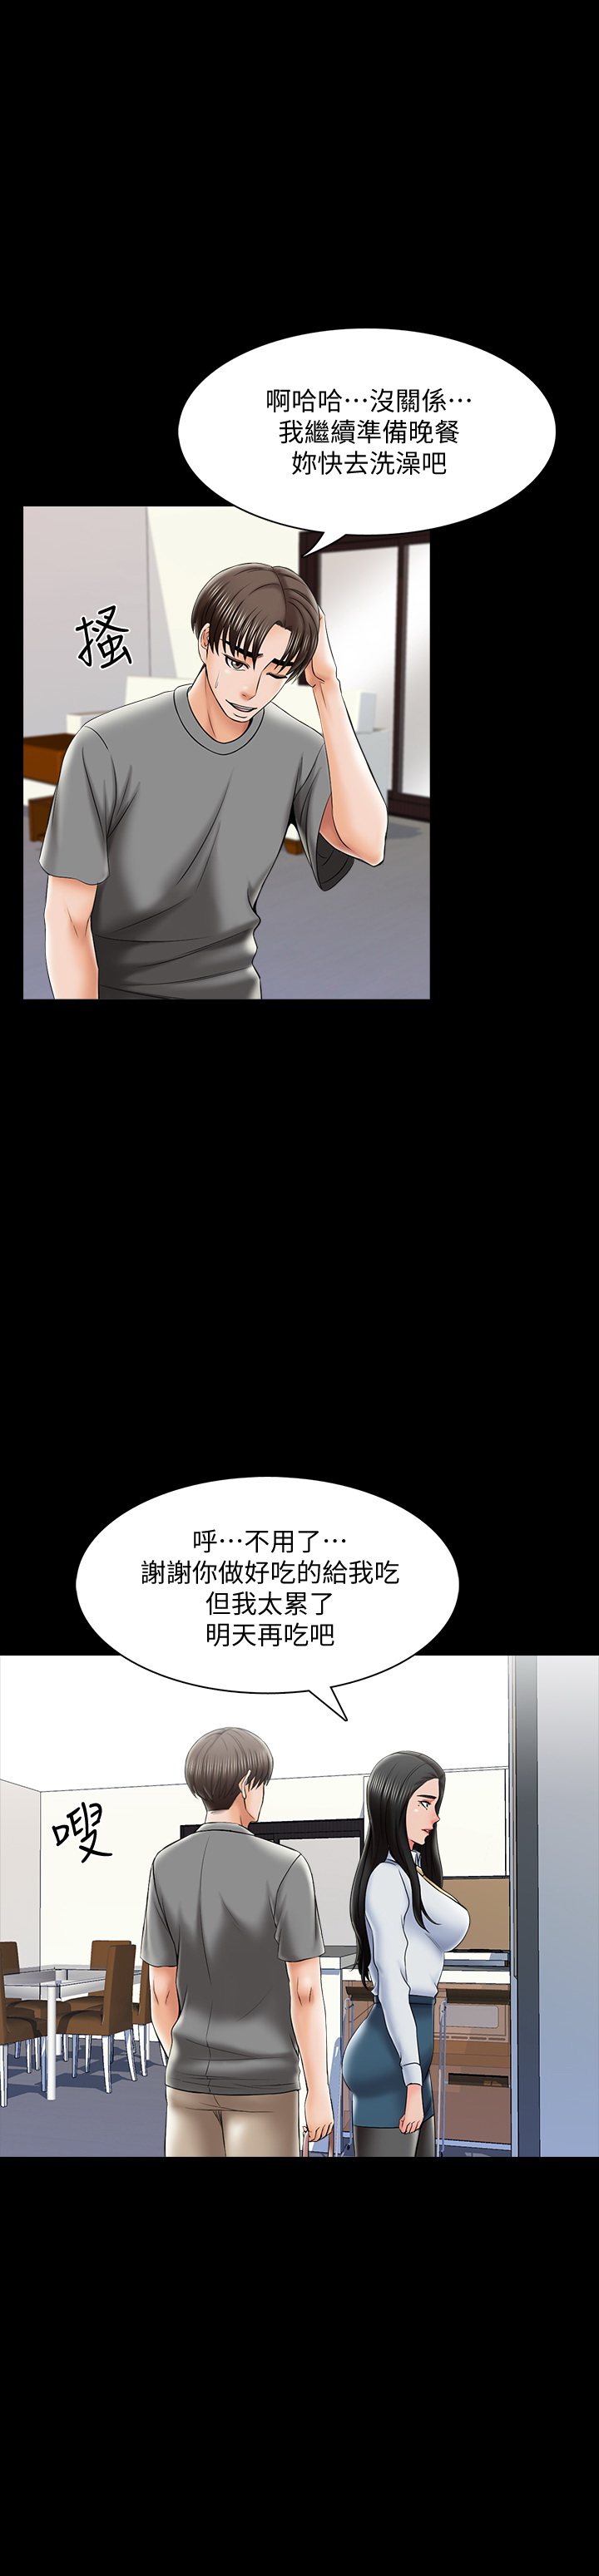 啊哈哈⋯沒關係⋯
我繼續準備晚餐
妳快去洗澡吧
搔
呼⋯不用了⋯
謝謝你做好吃的給我吃
但我太累了
明天再吃吧
嗖